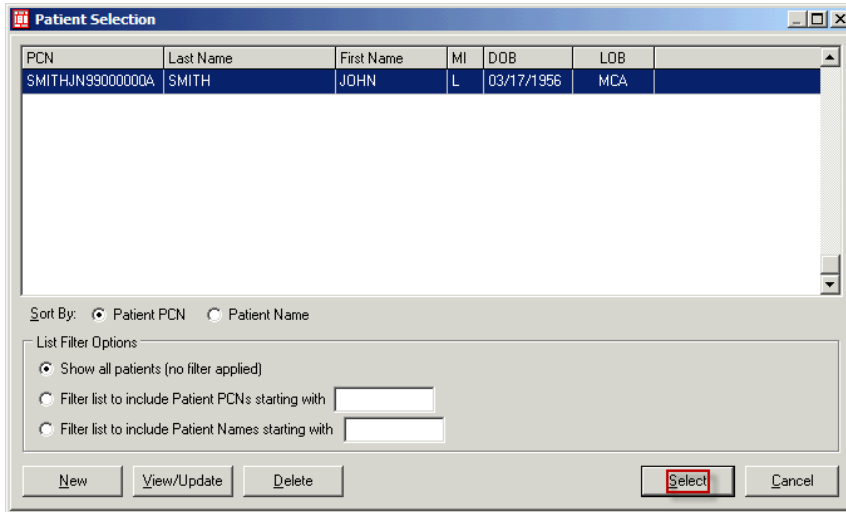 Patient Selection
PCN Last Name First Name MI DOB LOB
SMITHJN99000000A SMITH JOHN L 03/17/1956 MCA
Sort By: Patient PCN Patient Name
List Filter Options
Show all patients (no filter applied)
Filter list to include Patient PCNs starting with
Filter list to include Patient Names starting with
New View/Update Delete Select Cancel